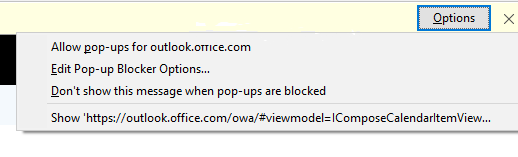 Options
Allow pop-ups for outlook.office.com
Edit Pop-up Blocker Options...
Don't show this message when pop-ups are blocked
Show 'https://outlook.office.com/owa/#viewmodel=IComposeCalendarItemView...